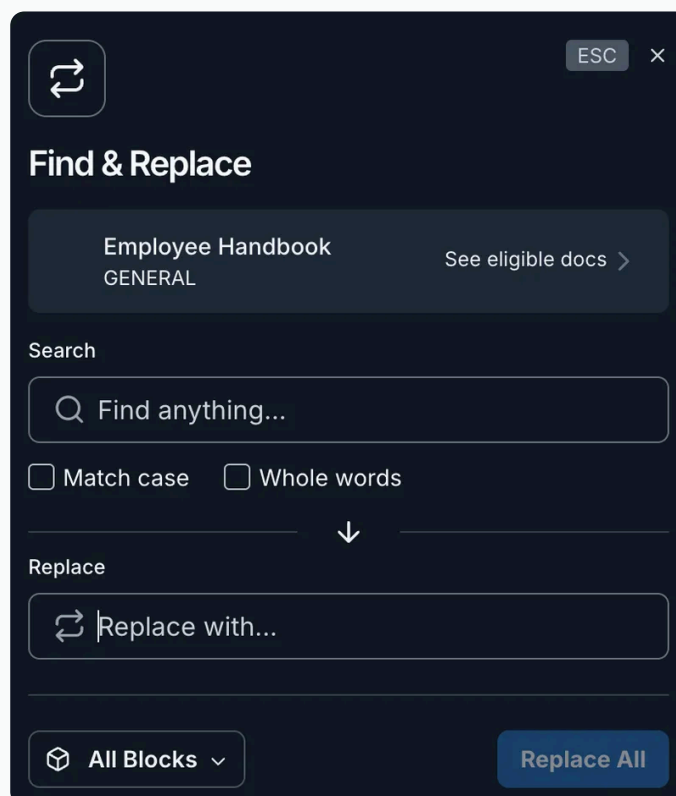 ESC
Find & Replace
Employee Handbook
GENERAL
See eligible docs
Search
Find anything...
Match case
Whole words
Replace
Replace with...
All Blocks
Replace All